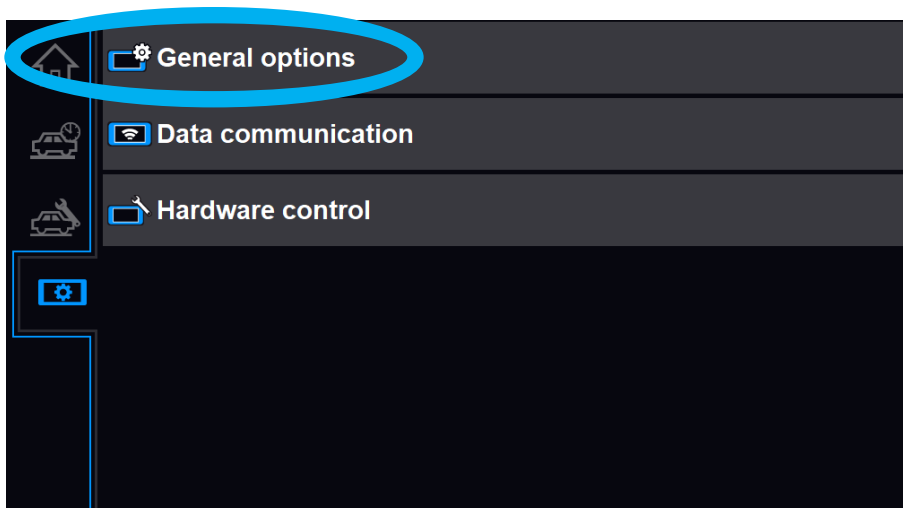 General options
Data communication
Hardware control